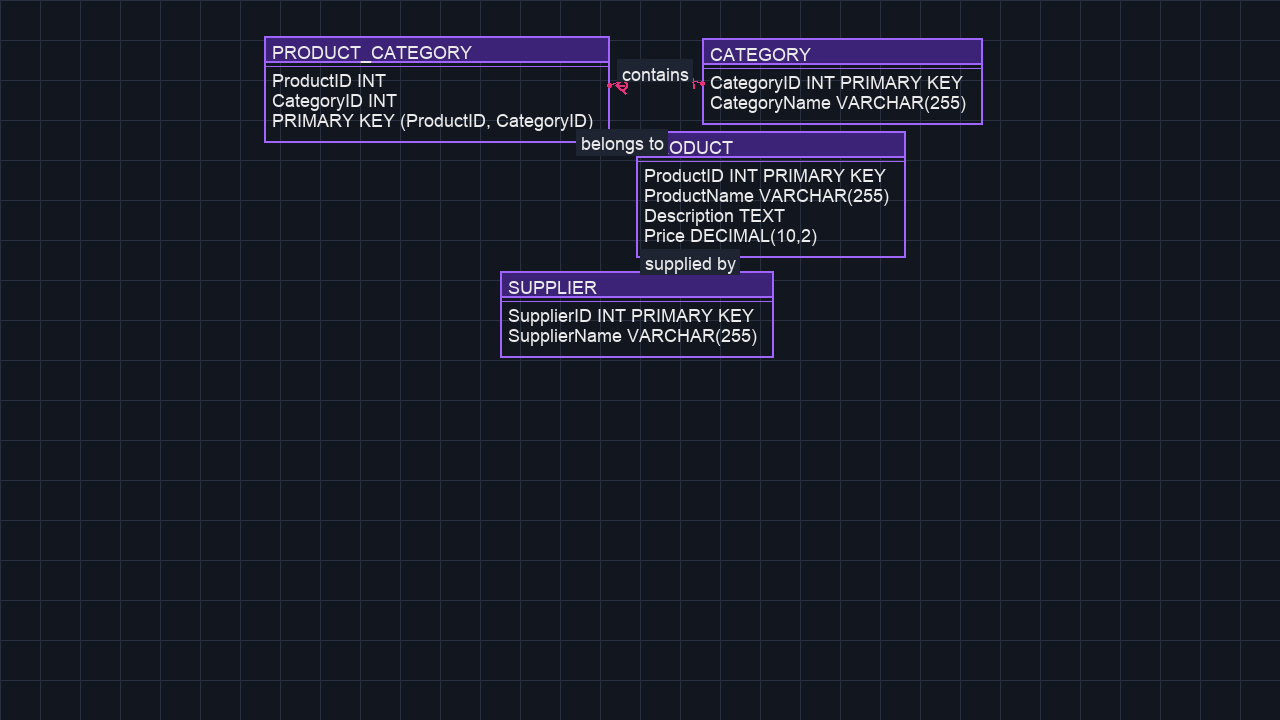 PRODUCT_CATEGORY
ProductID INT
CategoryID INT
PRIMARY KEY (ProductID, CategoryID)
contains
CATEGORY
CategoryID INT PRIMARY KEY
CategoryName VARCHAR(255)
belongs to
ODUCT
ProductID INT PRIMARY KEY
ProductName VARCHAR(255)
Description TEXT
Price DECIMAL(10,2)
supplied by
SUPPLIER
SupplierID INT PRIMARY KEY
SupplierName VARCHAR(255)